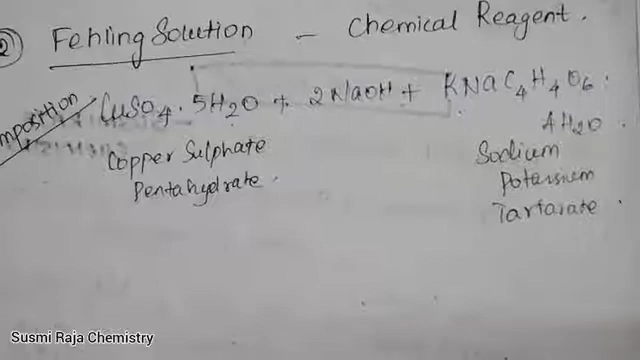 2) Fehling Solution — Chemical Reagent.
mposition CuSO4 . 5H2O + 2NaOH + KNaC4H4O6 .
4H2O .
Copper Sulphate
Pentahydrate .
Sodium
Potassium
Tartarate .
Susmi Raja Chemistry